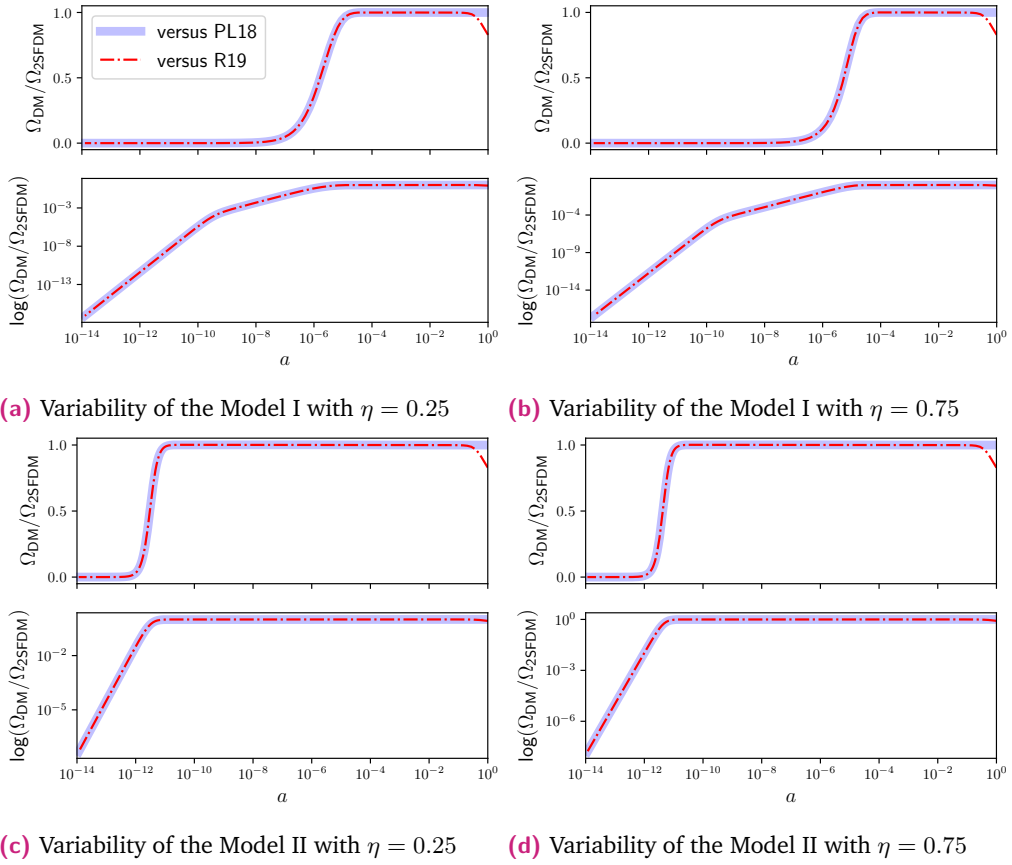 1.0
0.5
0.0
Ω_DM/Ω_2SFDM
versus PL18
versus R19
10^−3
10^−8
10^−13
log(Ω_DM/Ω_2SFDM)
10^−14 10^−12 10^−10 10^−8 10^−6 10^−4 10^−2 10^0
a
1.0
0.5
0.0
Ω_DM/Ω_2SFDM
10^−4
10^−9
10^−14
log(Ω_DM/Ω_2SFDM)
10^−14 10^−12 10^−10 10^−8 10^−6 10^−4 10^−2 10^0
a
(a) Variability of the Model I with η = 0.25
(b) Variability of the Model I with η = 0.75
1.0
0.5
0.0
Ω_DM/Ω_2SFDM
10^−2
10^−5
log(Ω_DM/Ω_2SFDM)
10^−14 10^−12 10^−10 10^−8 10^−6 10^−4 10^−2 10^0
a
1.0
0.5
0.0
Ω_DM/Ω_2SFDM
10^0
10^−3
10^−6
log(Ω_DM/Ω_2SFDM)
10^−14 10^−12 10^−10 10^−8 10^−6 10^−4 10^−2 10^0
a
(c) Variability of the Model II with η = 0.25
(d) Variability of the Model II with η = 0.75